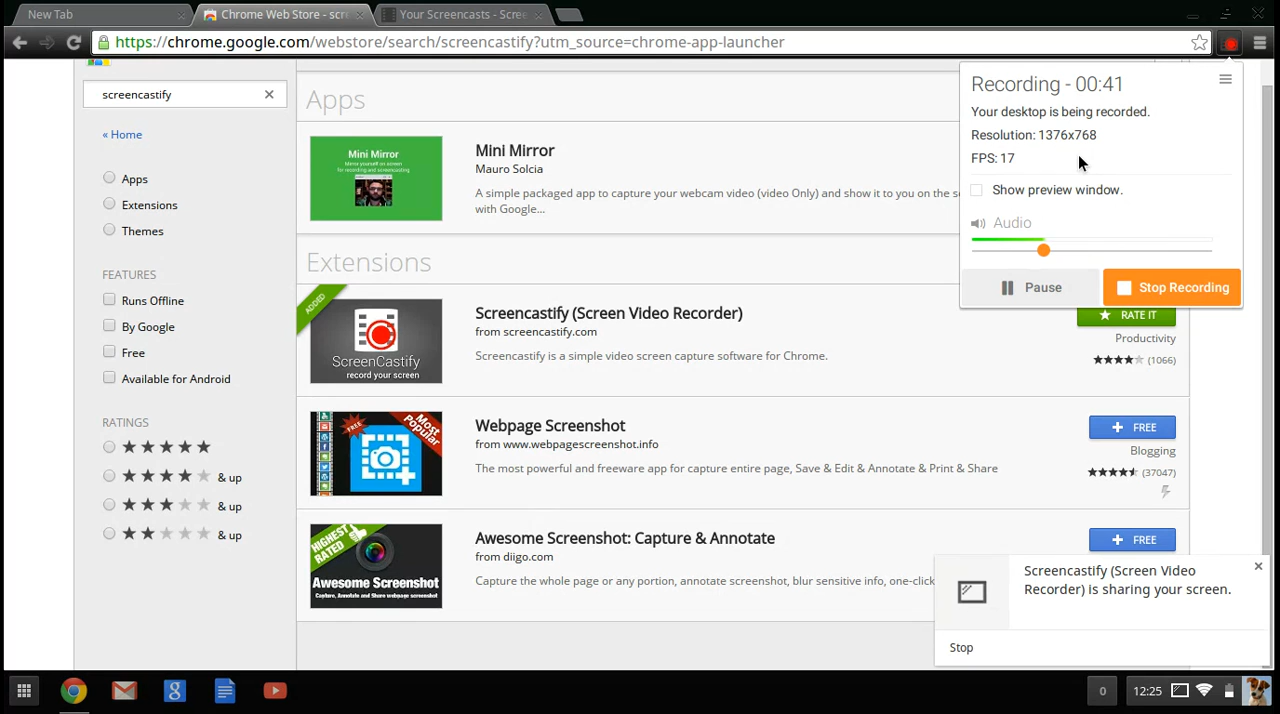 New Tab
Chrome Web Store - scre
Your Screencasts - Scree
https://chrome.google.com/webstore/search/screencastify?utm_source=chrome-app-launcher
screencastify
« Home
Apps
Extensions
Themes
FEATURES
Runs Offline
By Google
Free
Available for Android
RATINGS
& up
& up
& up
Apps
Mini Mirror
Mirror yourself on screen
for recording and screencasting
Mini Mirror
Mauro Solcia
A simple packaged app to capture your webcam video (video Only) and show it to you on the s
with Google...
Extensions
ADDED
ScreenCastify
record your screen
Screencastify (Screen Video Recorder)
from screencastify.com
Screencastify is a simple video screen capture software for Chrome.
RATE IT
Productivity
(1066)
FREE
Most
Popular
Webpage Screenshot
from www.webpagescreenshot.info
The most powerful and freeware app for capture entire page, Save & Edit & Annotate & Print & Share
FREE
Blogging
(37047)
HIGHEST
RATED
Awesome Screenshot
Capture, Annotate and Share webpage screenshot
Awesome Screenshot: Capture & Annotate
from diigo.com
Capture the whole page or any portion, annotate screenshot, blur sensitive info, one-click
FREE
Recording - 00:41
Your desktop is being recorded.
Resolution: 1376x768
FPS: 17
Show preview window.
Audio
Pause
Stop Recording
Screencastify (Screen Video
Recorder) is sharing your screen.
Stop
0
12:25